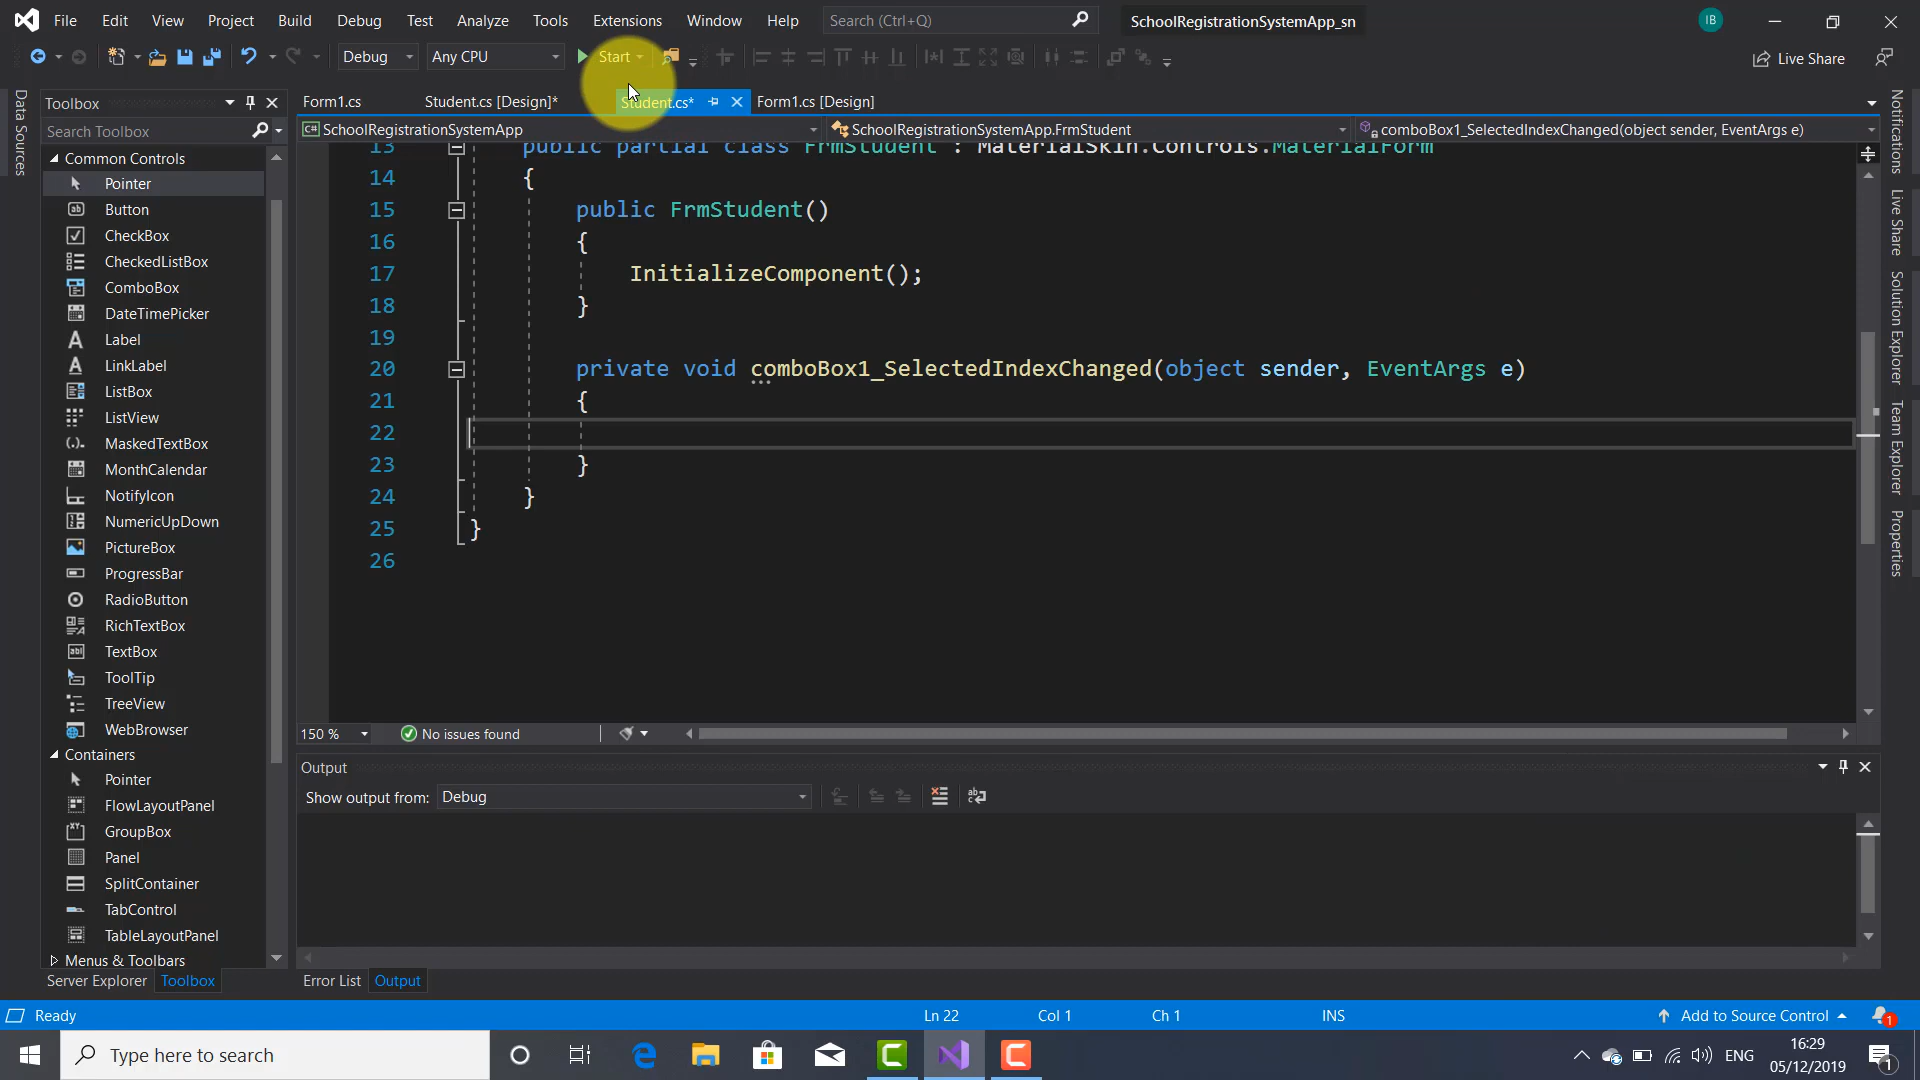 File Edit View Project Build Debug Test Analyze Tools Extensions Window Help Search (Ctrl+Q) SchoolRegistrationSystemApp_sn IB
Debug Any CPU Start Live Share
Data Sources
Toolbox
Search Toolbox
Common Controls
Pointer
Button
CheckBox
CheckedListBox
ComboBox
DateTimePicker
Label
LinkLabel
ListBox
ListView
MaskedTextBox
MonthCalendar
NotifyIcon
NumericUpDown
PictureBox
ProgressBar
RadioButton
RichTextBox
TextBox
ToolTip
TreeView
WebBrowser
Containers
Pointer
FlowLayoutPanel
GroupBox
Panel
SplitContainer
TabControl
TableLayoutPanel
Menus & Toolbars
Server Explorer Toolbox
Form1.cs Student.cs [Design]* Student.cs* Form1.cs [Design]
SchoolRegistrationSystemApp SchoolRegistrationSystemApp.FrmStudent comboBox1_SelectedIndexChanged(object sender, EventArgs e)
13 public partial class FrmStudent : MaterialSkin.Controls.MaterialForm
14 {
15 public FrmStudent()
16 {
17 InitializeComponent();
18 }
19
20 private void comboBox1_SelectedIndexChanged(object sender, EventArgs e)
21 {
22
23 }
24 }
25 }
26
150 % No issues found
Output
Show output from: Debug
Error List Output
Notifications
Live Share
Solution Explorer
Team Explorer
Properties
Ready Ln 22 Col 1 Ch 1 INS Add to Source Control 1
Type here to search ENG 16:29
05/12/2019 1